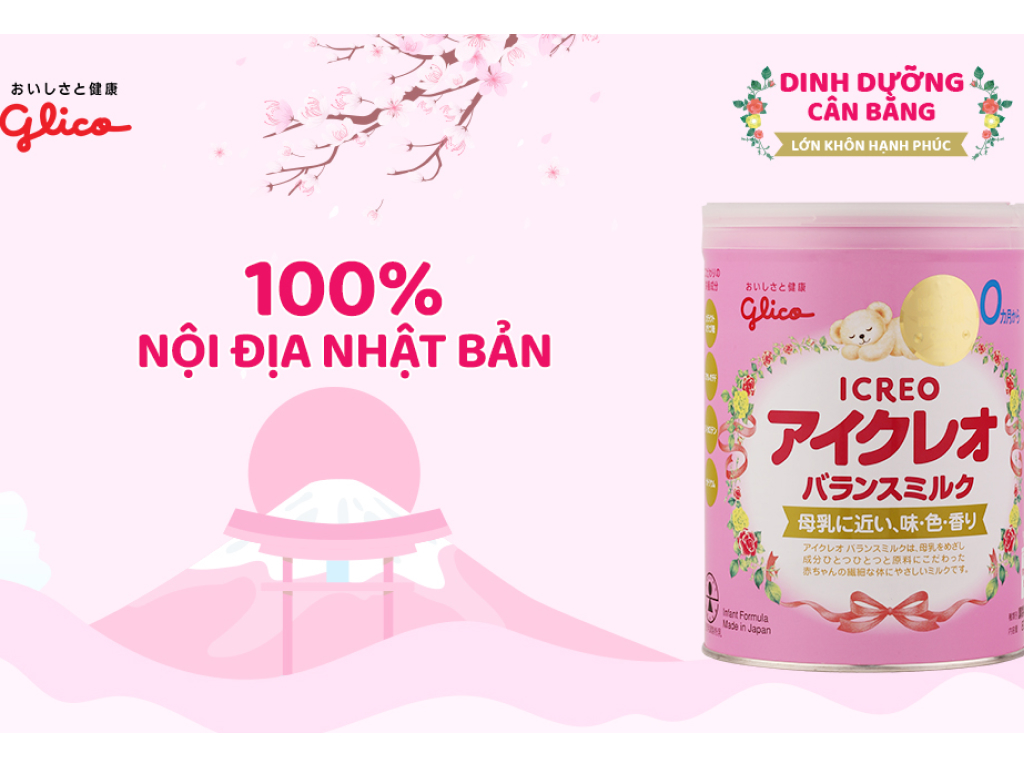 おいしさと健康
Glico
DINH DƯỠNG
CÂN BẰNG
LỚN KHÔN HẠNH PHÚC
100%
NỘI ĐỊA NHẬT BẢN
おいしさと健康
Glico
0ヵ月から
ICREO
アイクレオ
バランスミルク
母乳に近い、味・色・香り
アイクレオ バランスミルクは、母乳をめざし
成分ひとつひとつと原料にこだわった
赤ちゃんの繊細な体にやさしいミルクです。
Infant Formula
Made in Japan